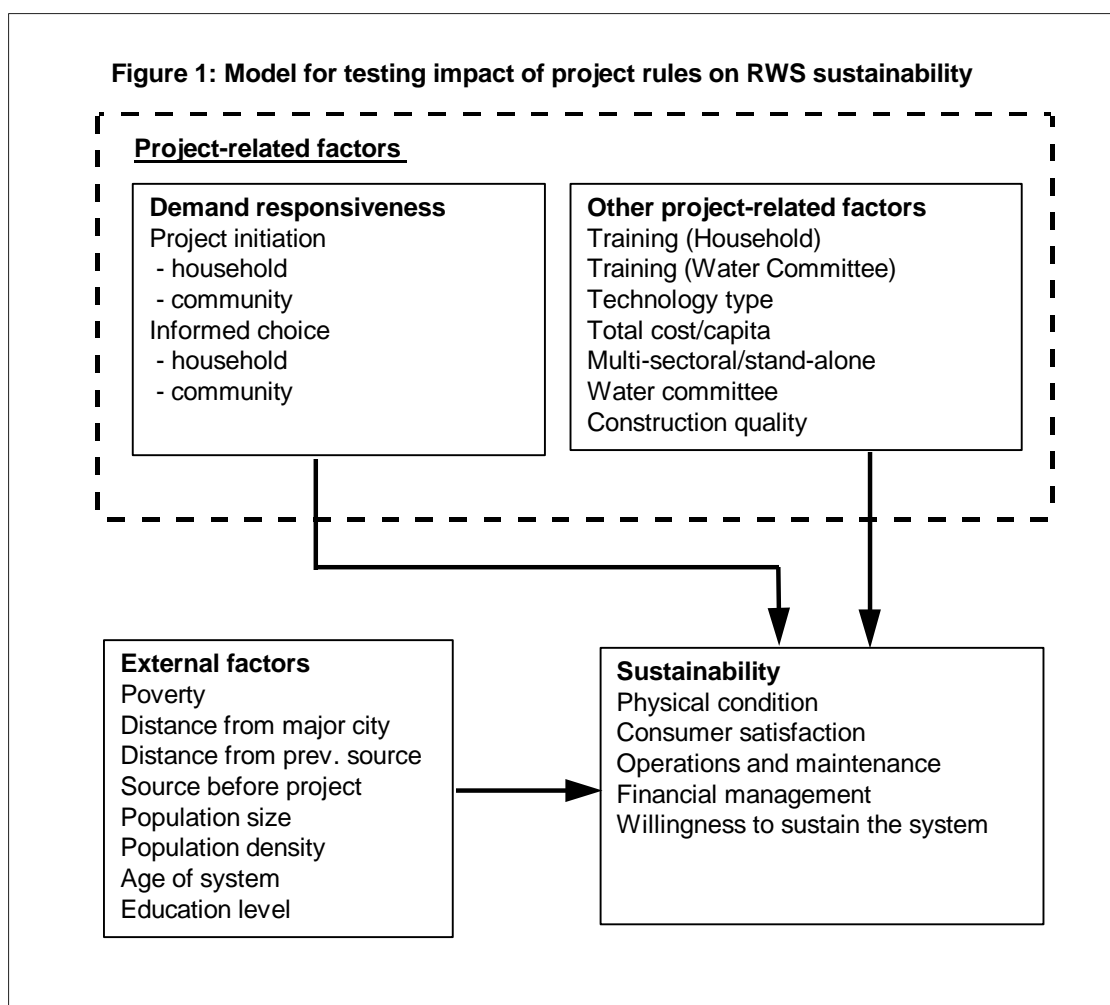 Figure 1: Model for testing impact of project rules on RWS sustainability
Project-related factors
Demand responsiveness
Project initiation
- household
- community
Informed choice
- household
- community
Other project-related factors
Training (Household)
Training (Water Committee)
Technology type
Total cost/capita
Multi-sectoral/stand-alone
Water committee
Construction quality
External factors
Poverty
Distance from major city
Distance from prev. source
Source before project
Population size
Population density
Age of system
Education level
Sustainability
Physical condition
Consumer satisfaction
Operations and maintenance
Financial management
Willingness to sustain the system